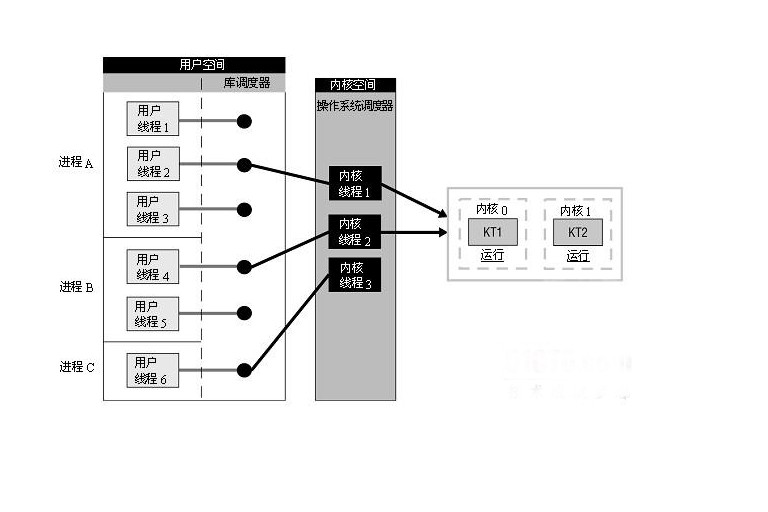 用户空间
库调度器
内核空间
操作系统调度器
进程A
用户
线程1
用户
线程2
用户
线程3
进程B
用户
线程4
用户
线程5
进程C
用户
线程6
内核
线程1
内核
线程2
内核
线程3
内核0
KT1
运行
内核1
KT2
运行